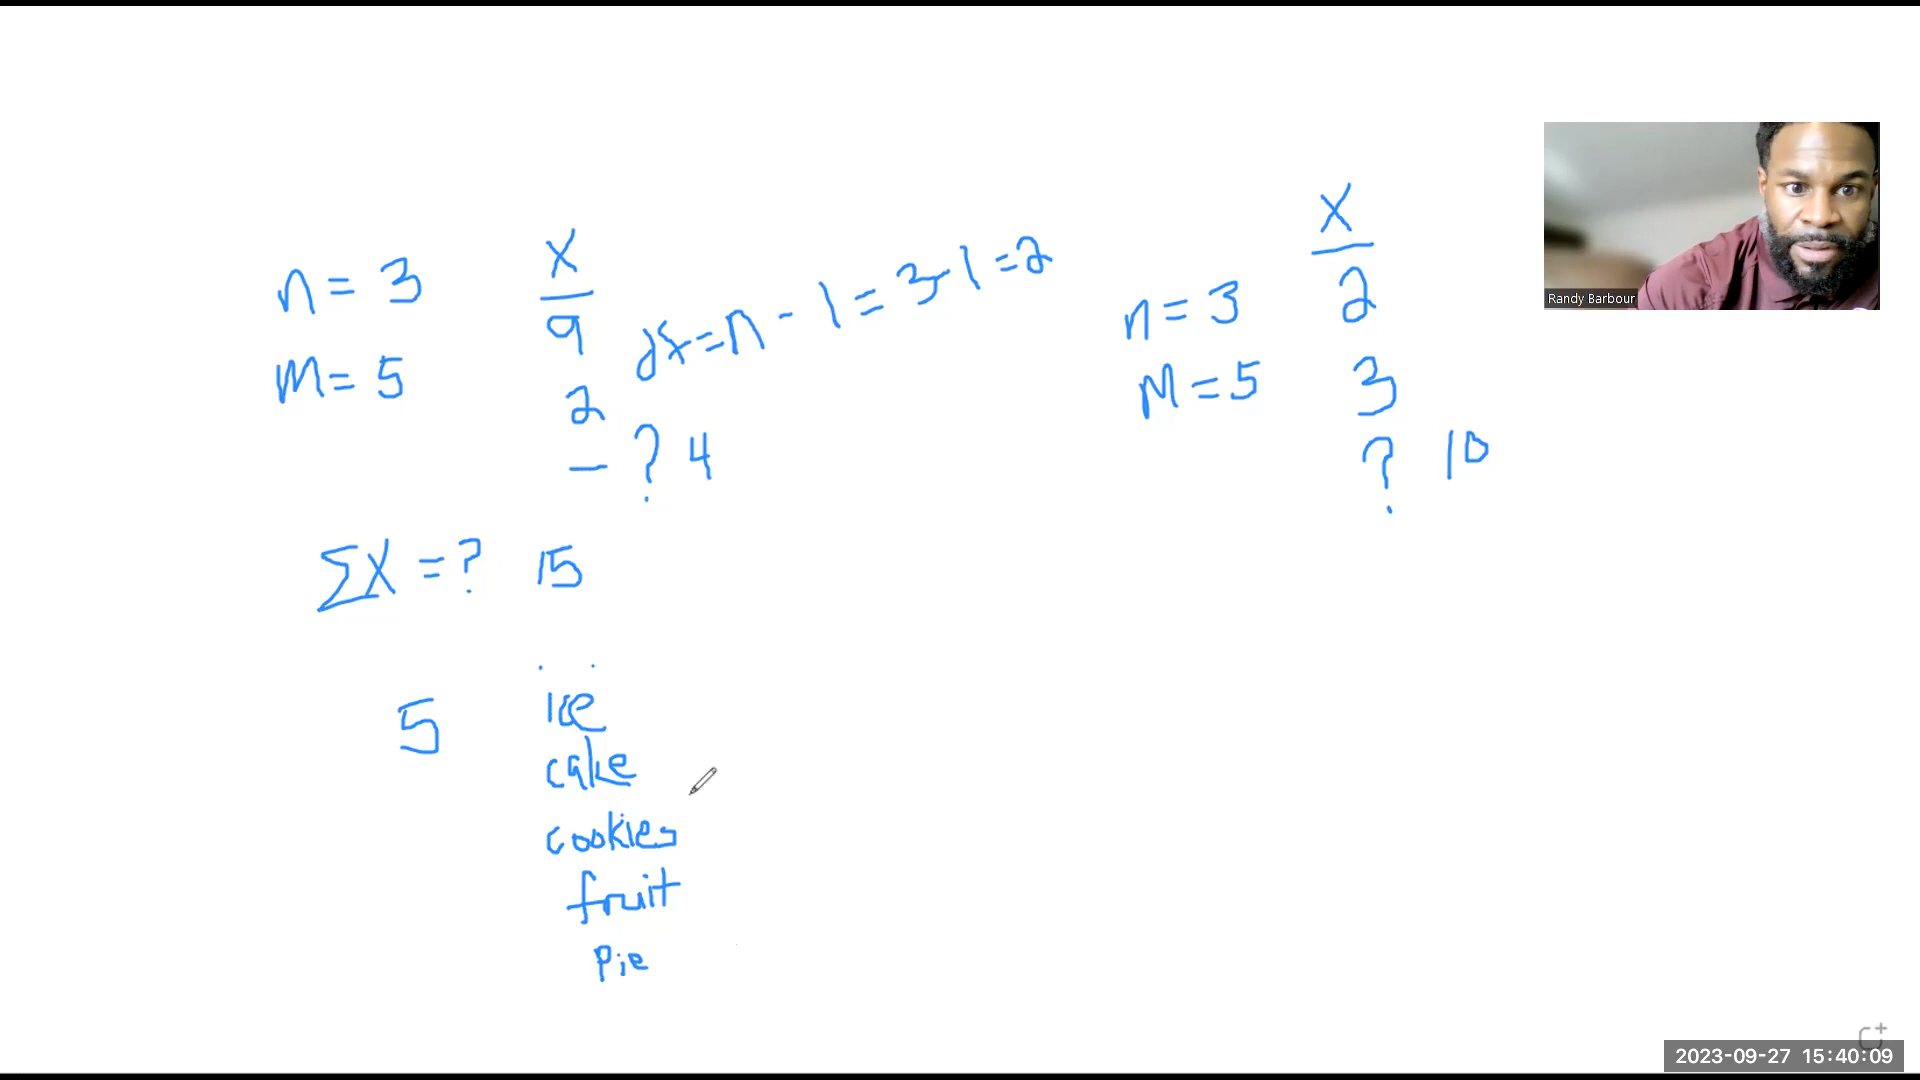 n = 3
M = 5
X
9
2
– ? 4
df = n - 1 = 3 - 1 = 2
ΣX = ? 15
n = 3
M = 5
X
2
3
? 10
5
ice
cake
cookies
fruit
pie
Randy Barbour
2023-09-27 15:40:09